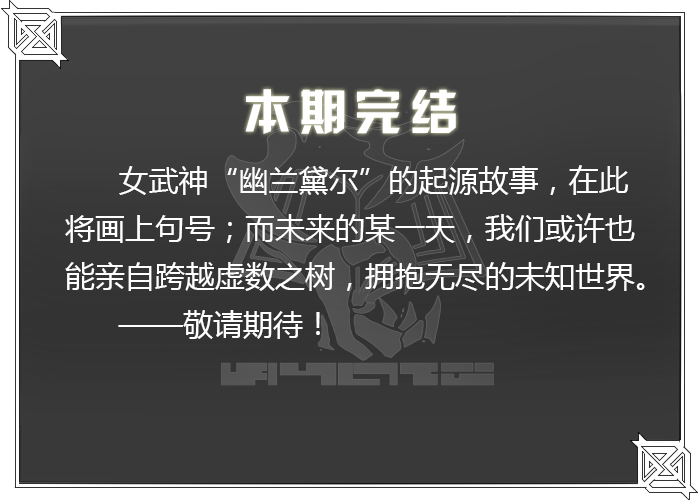 本期完结
女武神“幽兰黛尔”的起源故事，在此
将画上句号；而未来的某一天，我们或许也
能亲自跨越虚数之树，拥抱无尽的未知世界。
——敬请期待！